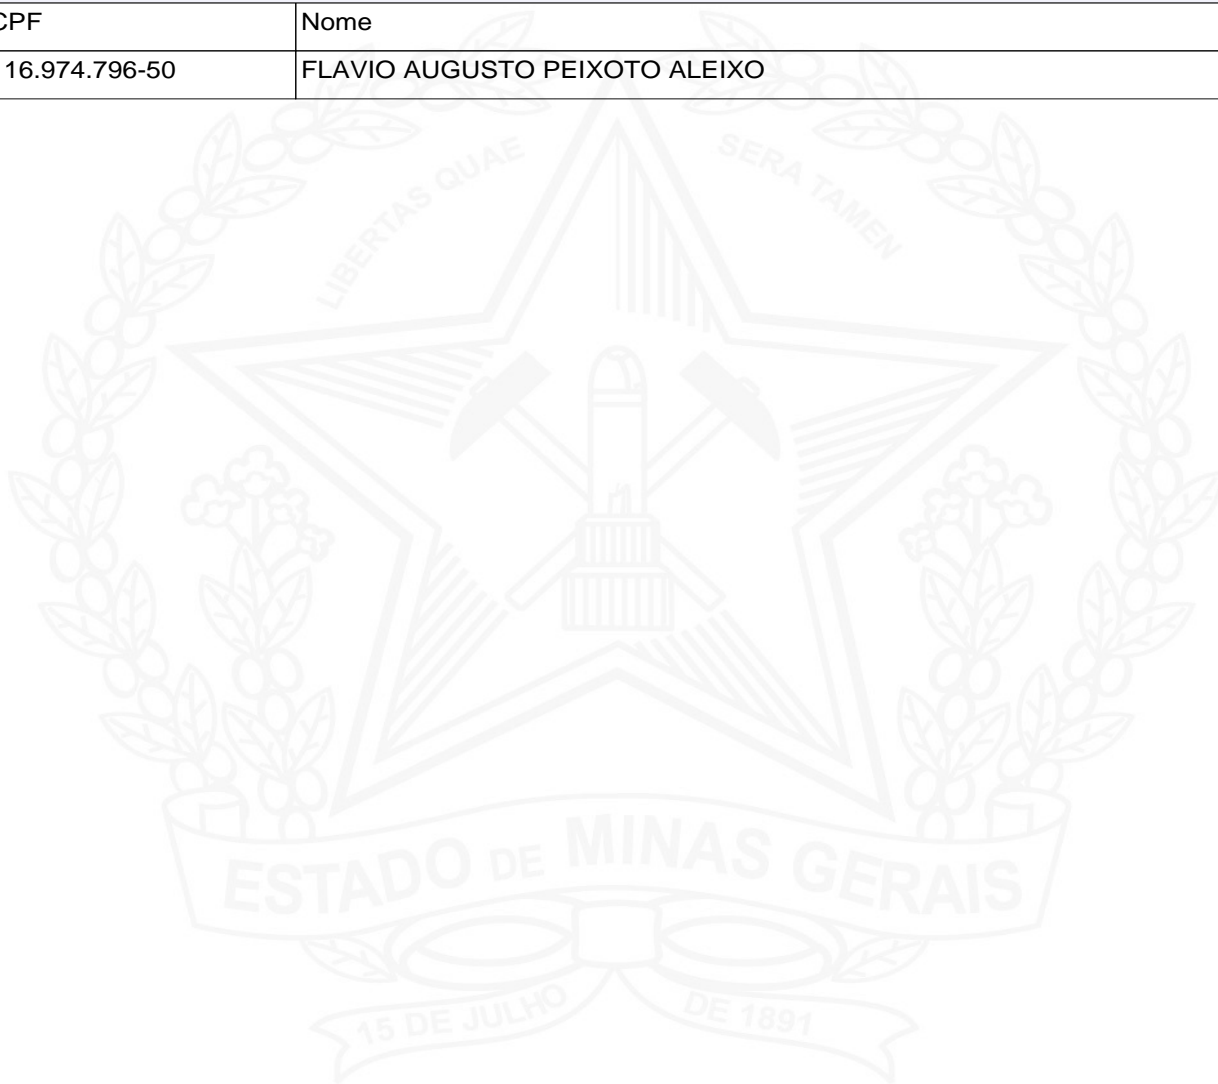 CPF Nome
16.974.796-50 FLAVIO AUGUSTO PEIXOTO ALEIXO
LIBERTAS QUAE SERA TAMEN
ESTADO DE MINAS GERAIS
15 DE JULHO DE 1891